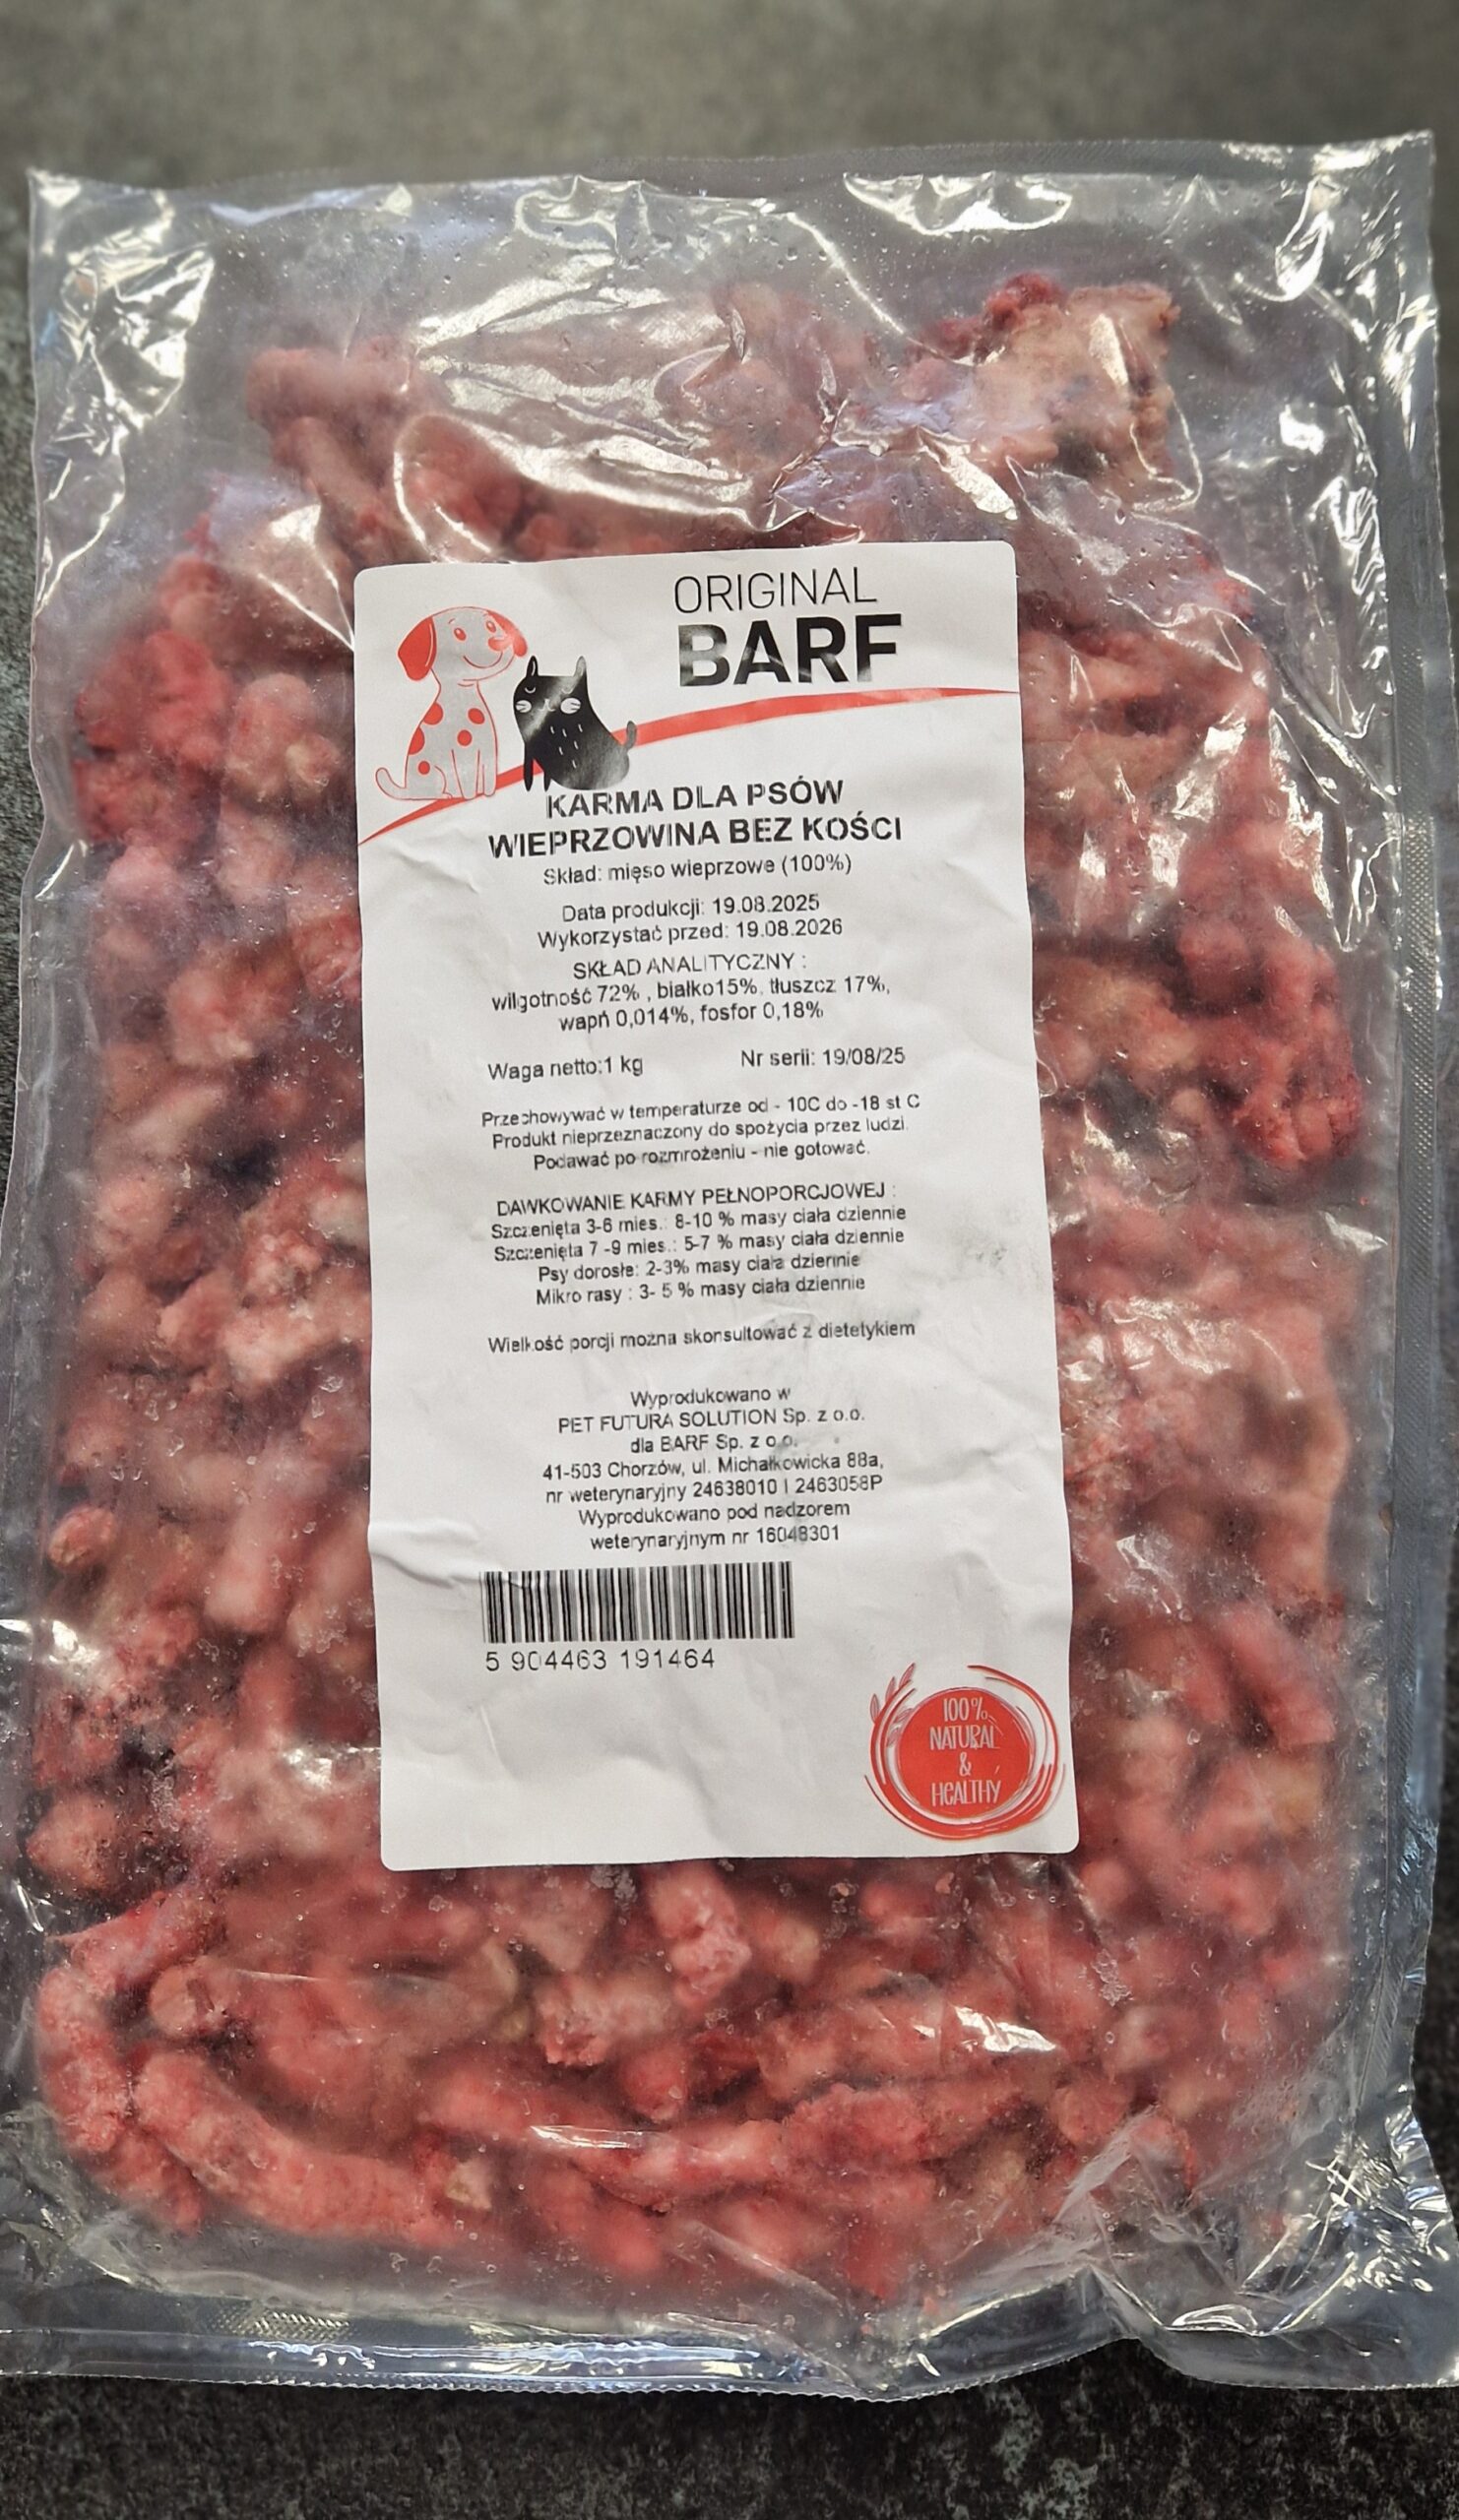 ORIGINAL
BARF
KARMA DLA PSÓW
WIEPRZOWINA BEZ KOŚCI
Skład: mięso wieprzowe (100%)
Data produkcji: 19.08.2025
Wykorzystać przed: 19.08.2026
SKŁAD ANALITYCZNY :
wilgotność 72% , białko15%, tłuszcz 17%,
wapń 0,014%, fosfor 0,18%
Waga netto:1 kg Nr serii: 19/08/25
Przechowywać w temperaturze od - 10C do -18 st C
Produkt nieprzeznaczony do spożycia przez ludzi.
Podawać po rozmrożeniu - nie gotować.
DAWKOWANIE KARMY PEŁNOPORCJOWEJ :
Szczenięta 3-6 mies.: 8-10 % masy ciała dziennie
Szczenięta 7 -9 mies.: 5-7 % masy ciała dziennie
Psy dorosłe: 2-3% masy ciała dziennie
Mikro rasy : 3- 5 % masy ciała dziennie
Wielkość porcji można skonsultować z dietetykiem
Wyprodukowano w
PET FUTURA SOLUTION Sp. z o.o.
dla BARF Sp. z o.o.
41-503 Chorzów, ul. Michałkowicka 88a,
nr weterynaryjny 24638010 I 2463058P
Wyprodukowano pod nadzorem
weterynaryjnym nr 16048301
5 904463 191464
100%
NATURAL
&
HEALTHY